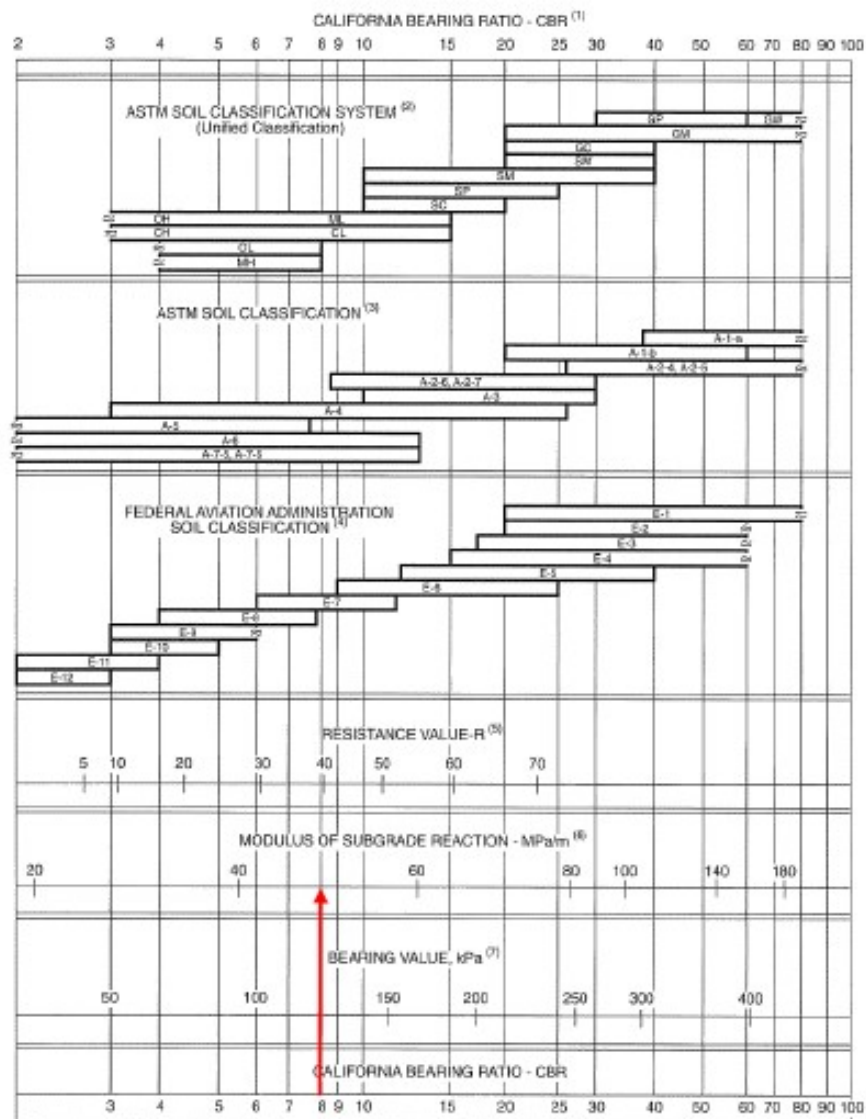 CALIFORNIA BEARING RATIO - CBR (1)
2 3 4 5 6 7 8 9 10 15 20 25 30 40 50 60 70 80 90 100
ASTM SOIL CLASSIFICATION SYSTEM (2)
(Unified Classification)
GP GW
GM
GC
SW
SM
SP
SC
OH ML
CH CL
OL
MH
ASTM SOIL CLASSIFICATION (3)
A-1-a
A-1-b
A-2-4, A-2-5
A-2-6, A-2-7
A-3
A-4
A-5
A-6
A-7-5, A-7-5
FEDERAL AVIATION ADMINISTRATION
SOIL CLASSIFICATION (4)
E-1
E-2
E-3
E-4
E-5
E-6
E-7
E-8
E-9
E-10
E-11
E-12
RESISTANCE VALUE-R (5)
5 10 20 30 40 50 60 70
MODULUS OF SUBGRADE REACTION - MPa/m (6)
20 40 60 80 100 140 180
BEARING VALUE, kPa (7)
50 100 150 200 250 300 400
CALIFORNIA BEARING RATIO - CBR
3 4 5 6 7 8 9 10 15 20 25 30 40 50 60 70 80 90 100